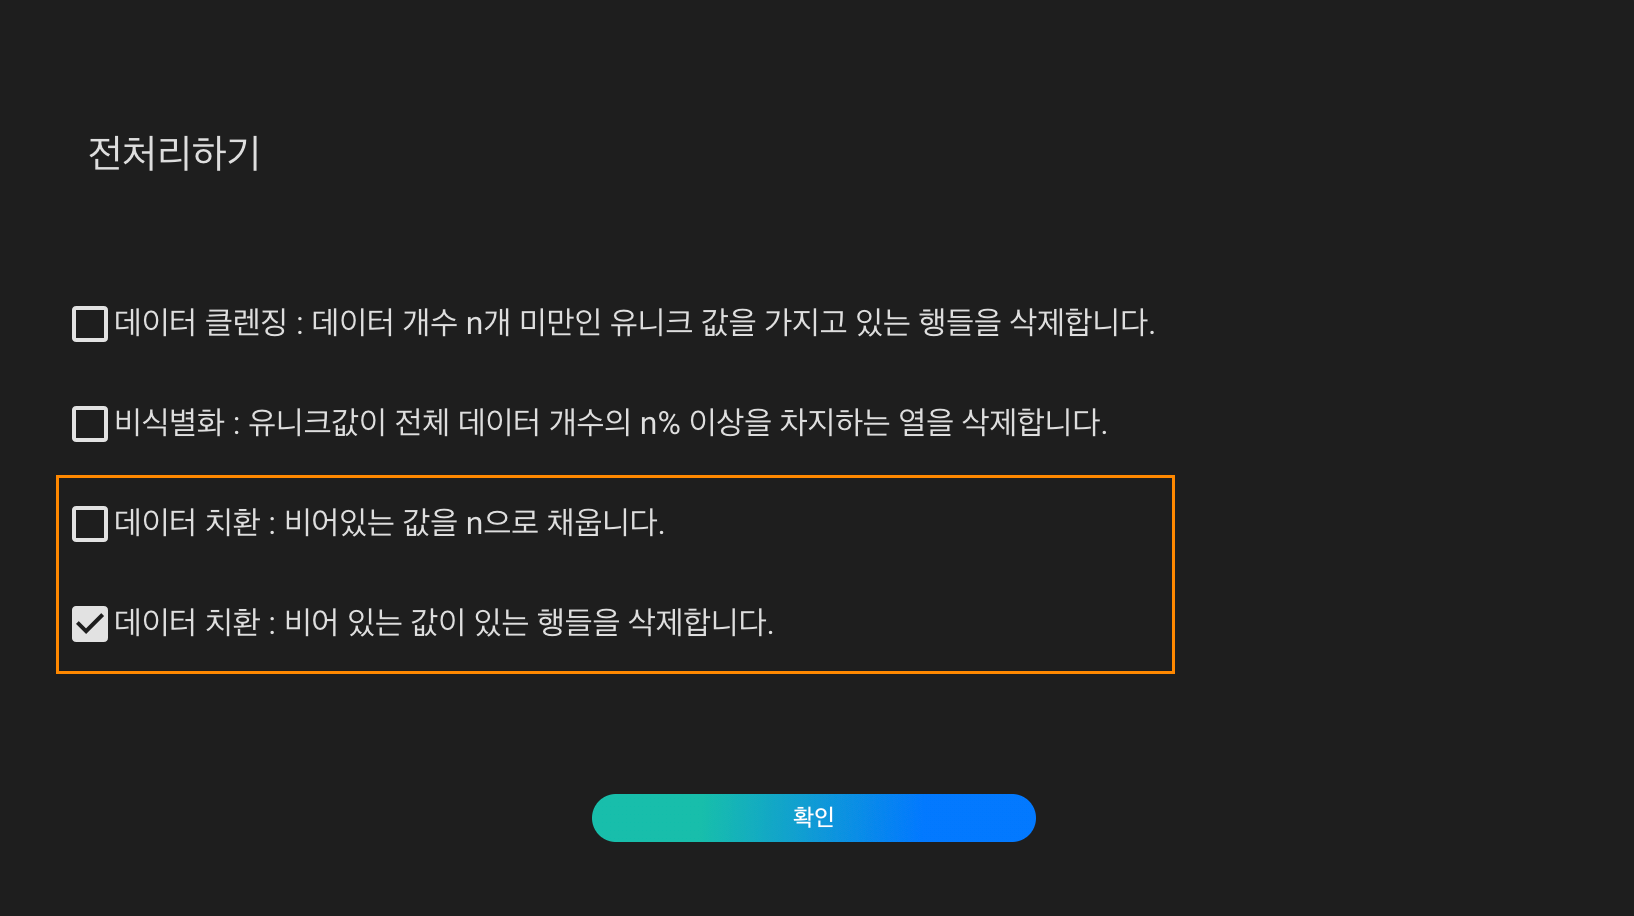 전처리하기
데이터 클렌징 : 데이터 개수 n개 미만인 유니크 값을 가지고 있는 행들을 삭제합니다.
비식별화 : 유니크값이 전체 데이터 개수의 n% 이상을 차지하는 열을 삭제합니다.
데이터 치환 : 비어있는 값을 n으로 채웁니다.
데이터 치환 : 비어 있는 값이 있는 행들을 삭제합니다.
확인